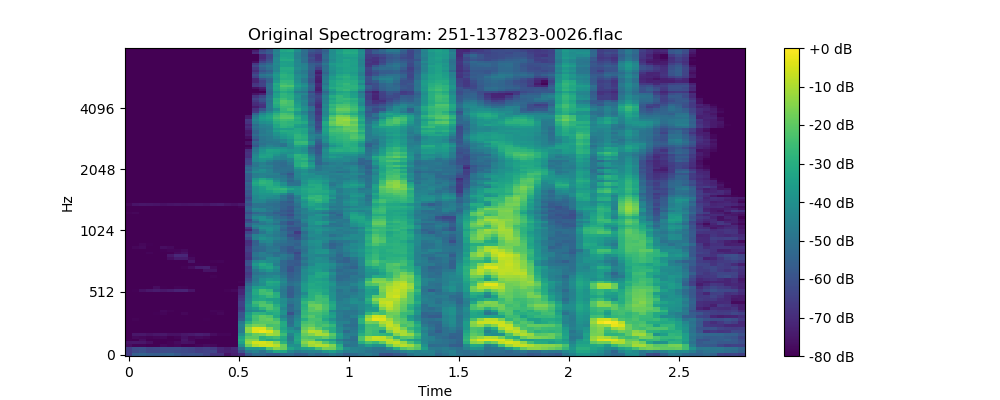 Original Spectrogram: 251-137823-0026.flac
Hz
4096
2048
1024
512
0
0
0.5
1
1.5
2
2.5
Time
+0 dB
-10 dB
-20 dB
-30 dB
-40 dB
-50 dB
-60 dB
-70 dB
-80 dB